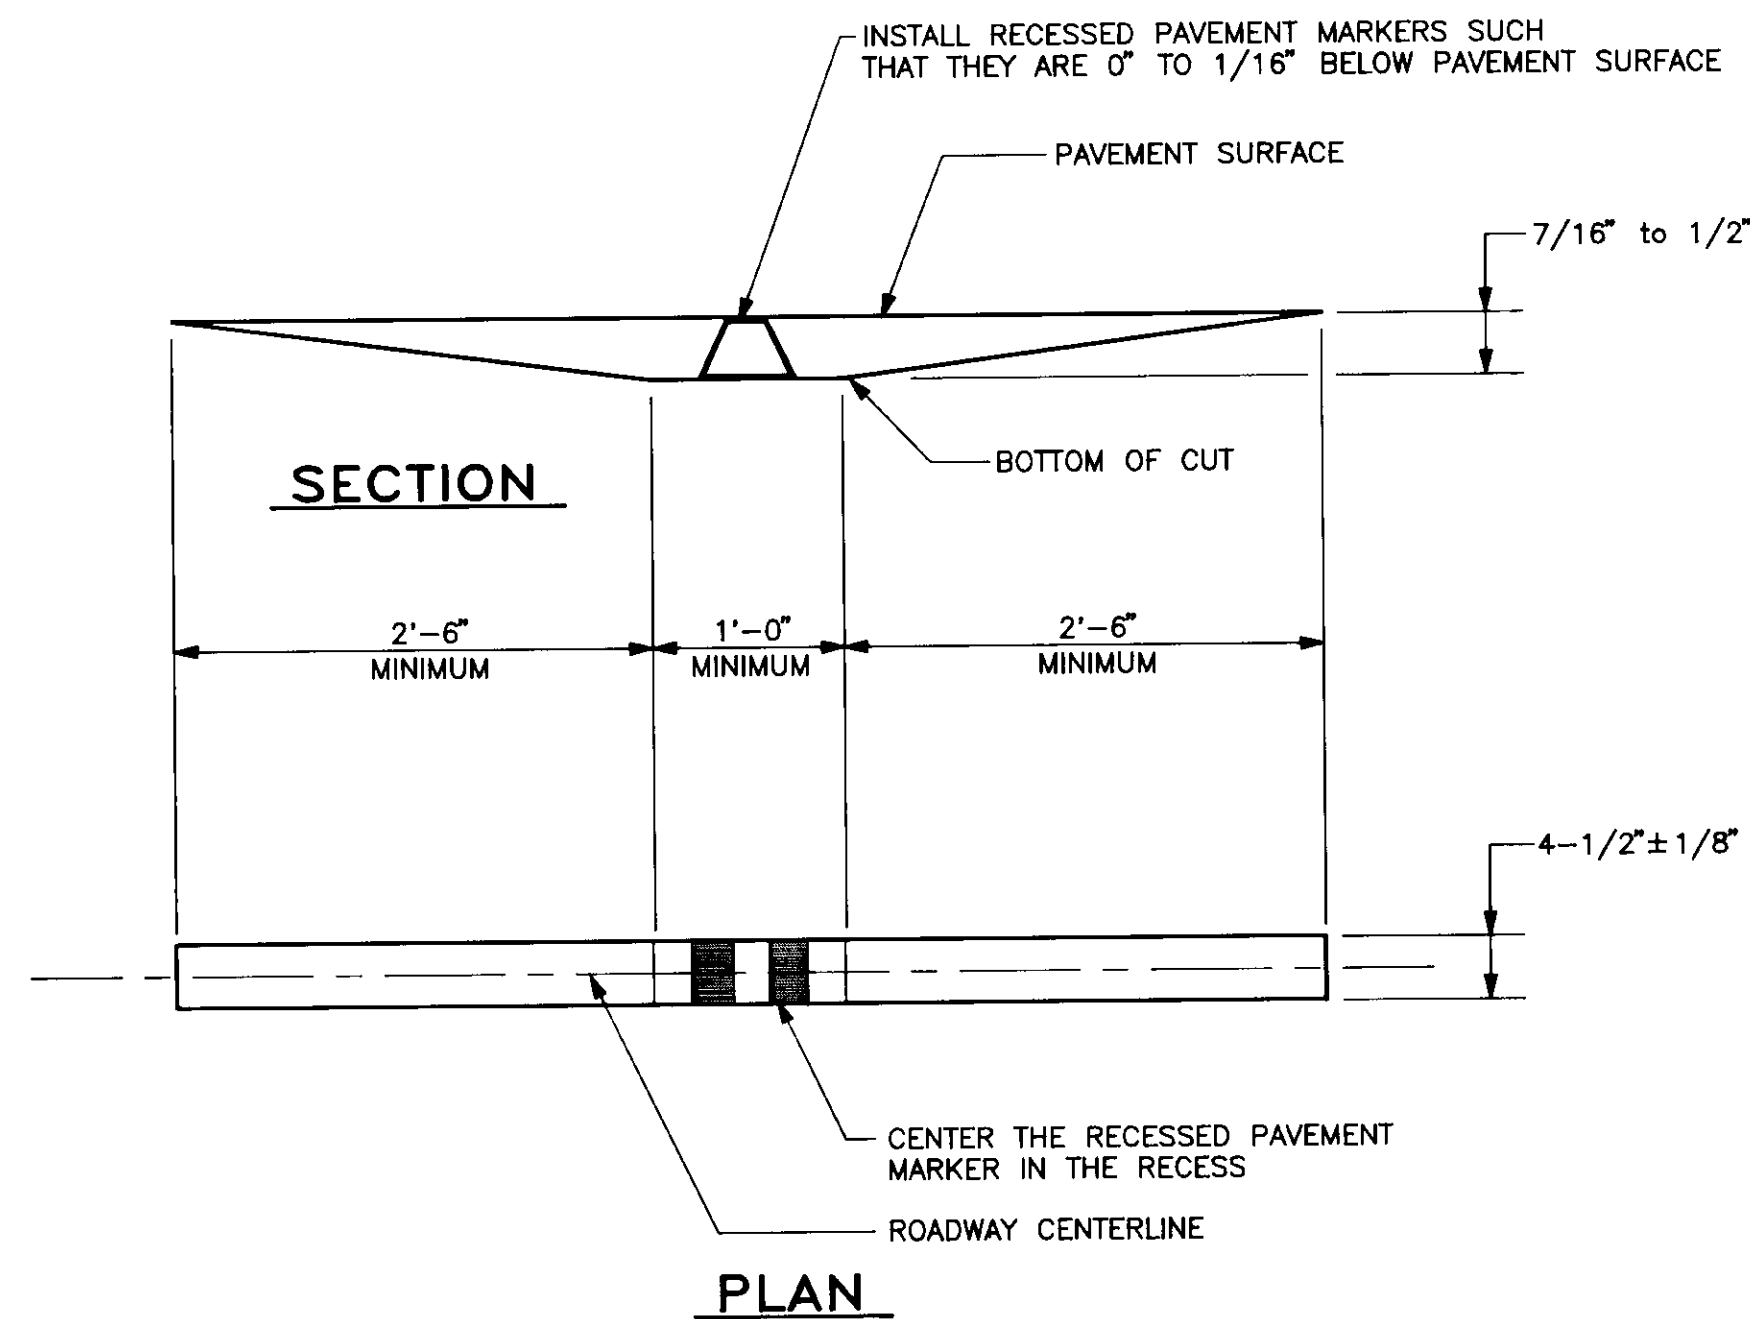 INSTALL RECESSED PAVEMENT MARKERS SUCH
THAT THEY ARE 0" TO 1/16" BELOW PAVEMENT SURFACE
PAVEMENT SURFACE
7/16" to 1/2"
BOTTOM OF CUT
SECTION
2'-6"
MINIMUM
1'-0"
MINIMUM
2'-6"
MINIMUM
4-1/2"±1/8"
CENTER THE RECESSED PAVEMENT
MARKER IN THE RECESS
ROADWAY CENTERLINE
PLAN